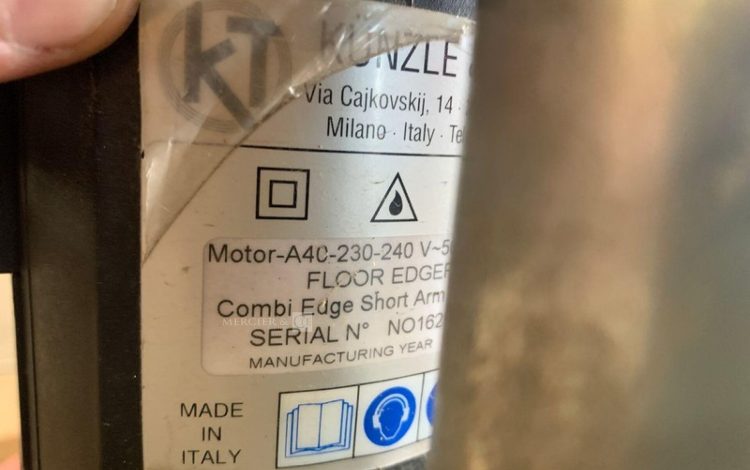 KT
KÜNZLE &
Via Cajkovskij, 14 ·
Milano · Italy · Te
Motor-A40-230-240 V~5
FLOOR EDGER
Combi Edge Short Arm
MERCIER &
SERIAL N° NO162
MANUFACTURING YEAR
MADE
IN
ITALY